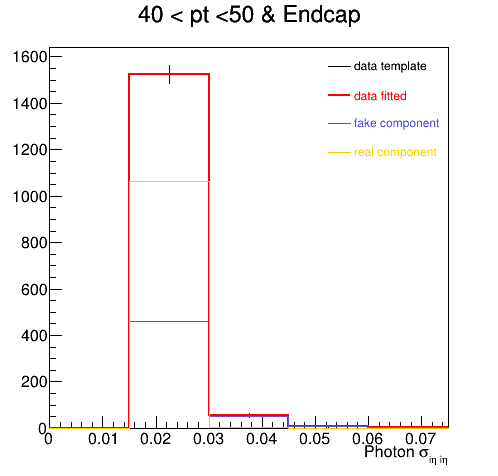 40 < pt <50 & Endcap
1600
1400
1200
1000
800
600
400
200
0
data template
data fitted
fake component
real component
0 0.01 0.02 0.03 0.04 0.05 0.06 0.07
Photon σ iη iη